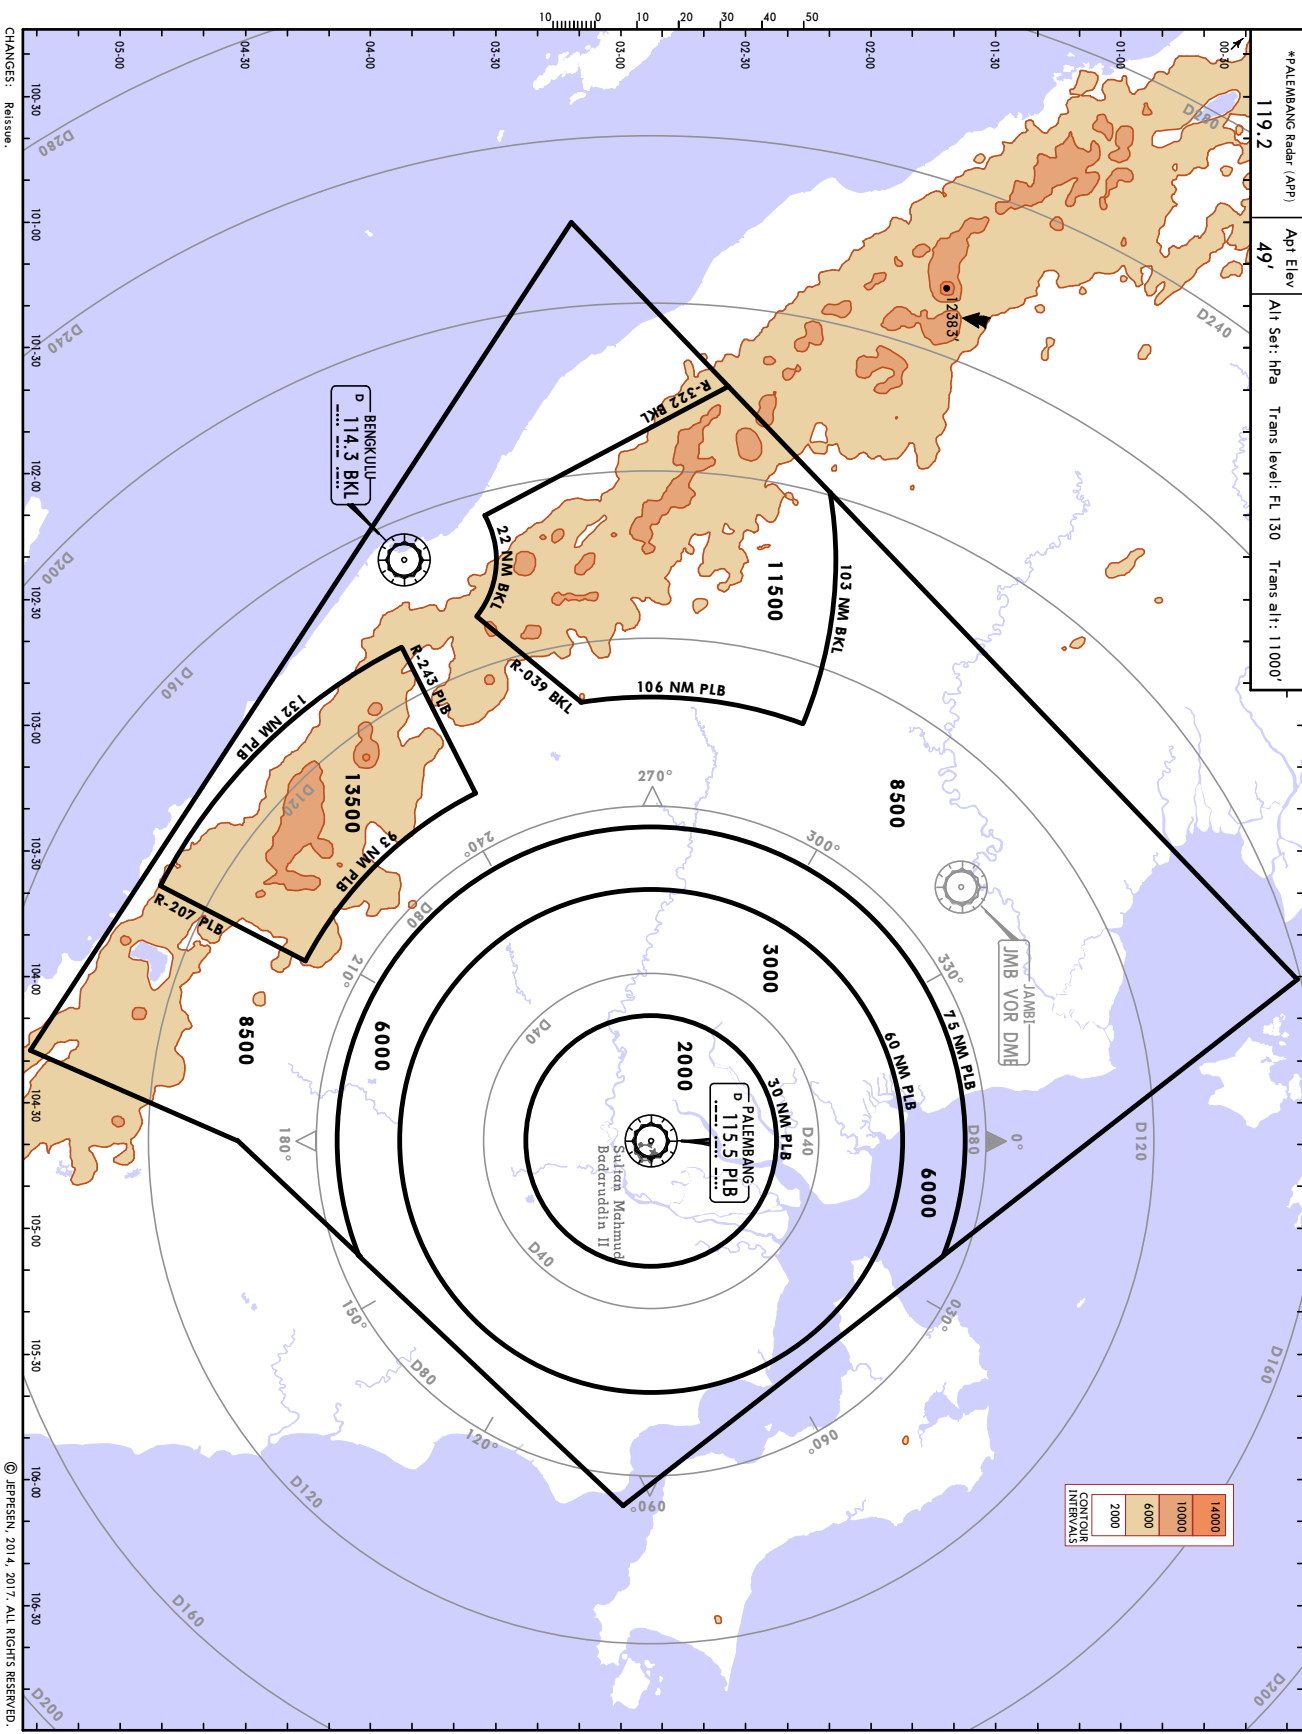 *PALEMBANG Radar (APP)
119.2
Apt Elev
49'
Alt Set: hPa Trans level: FL 130 Trans alt: 11000'
10 0 10 20 30 40 50
00-30
01-00
01-30
02-00
02-30
03-00
03-30
04-00
04-30
05-00
100-30
101-00
101-30
102-00
102-30
103-00
103-30
104-00
104-30
105-00
105-30
106-00
106-30
D280
D240
12383'
R-322 BKL
103 NM BKL
11500
22 NM BKL
R-039 BKL
106 NM PLB
BENGKULU
D 114.3 BKL
R-243 PLB
132 NM PLB
13500
93 NM PLB
R-207 PLB
8500
8500
JAMBI
JMB VOR DME
75 NM PLB
60 NM PLB
30 NM PLB
6000
6000
3000
2000
PALEMBANG
D 115.5 PLB
Sultan Mahmud
Badaruddin II
0°
030°
060°
090°
120°
150°
180°
210°
240°
270°
300°
330°
D40
D40
D40
D80
D80
D80
D120
D120
D120
D160
D160
D160
D200
D200
D200
D240
D280
14000
10000
6000
2000
CONTOUR
INTERVALS
CHANGES: Reissue.
© JEPPESEN, 2014, 2017. ALL RIGHTS RESERVED.